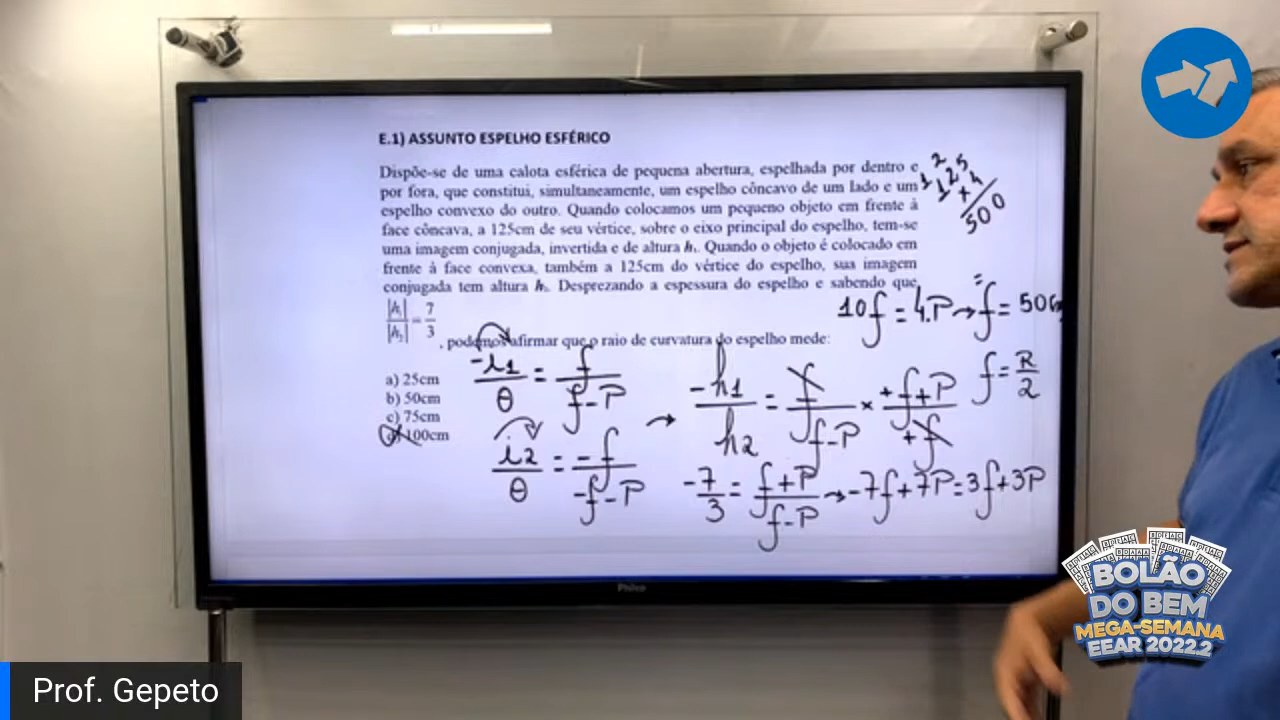 E.1) ASSUNTO ESPELHO ESFÉRICO
Dispõe-se de uma calota esférica de pequena abertura, espelhada por dentro e
por fora, que constitui, simultaneamente, um espelho côncavo de um lado e um
espelho convexo do outro. Quando colocamos um pequeno objeto em frente à
face côncava, a 125cm de seu vértice, sobre o eixo principal do espelho, tem-se
uma imagem conjugada, invertida e de altura h₁. Quando o objeto é colocado em
frente à face convexa, também a 125cm do vértice do espelho, sua imagem
conjugada tem altura h₂. Desprezando a espessura do espelho e sabendo que
|h₁|/|h₂| = 7/3
, podemos afirmar que o raio de curvatura do espelho mede:
a) 25cm
b) 50cm
c) 75cm
d) 100cm
1 2
125
×4
500
10f = 4.P → f = 50c
f = R/2
-i1/θ = f/f-P
i2/θ = -f/-f-P
→ -h1/h2 = f/f-P × +f+P/+f
-7/3 = f+P/f-P → -7f+7P=3f+3P
Philco
BOLÃO
DO BEM
MEGA-SEMANA
EEAR 2022.2
Prof. Gepeto